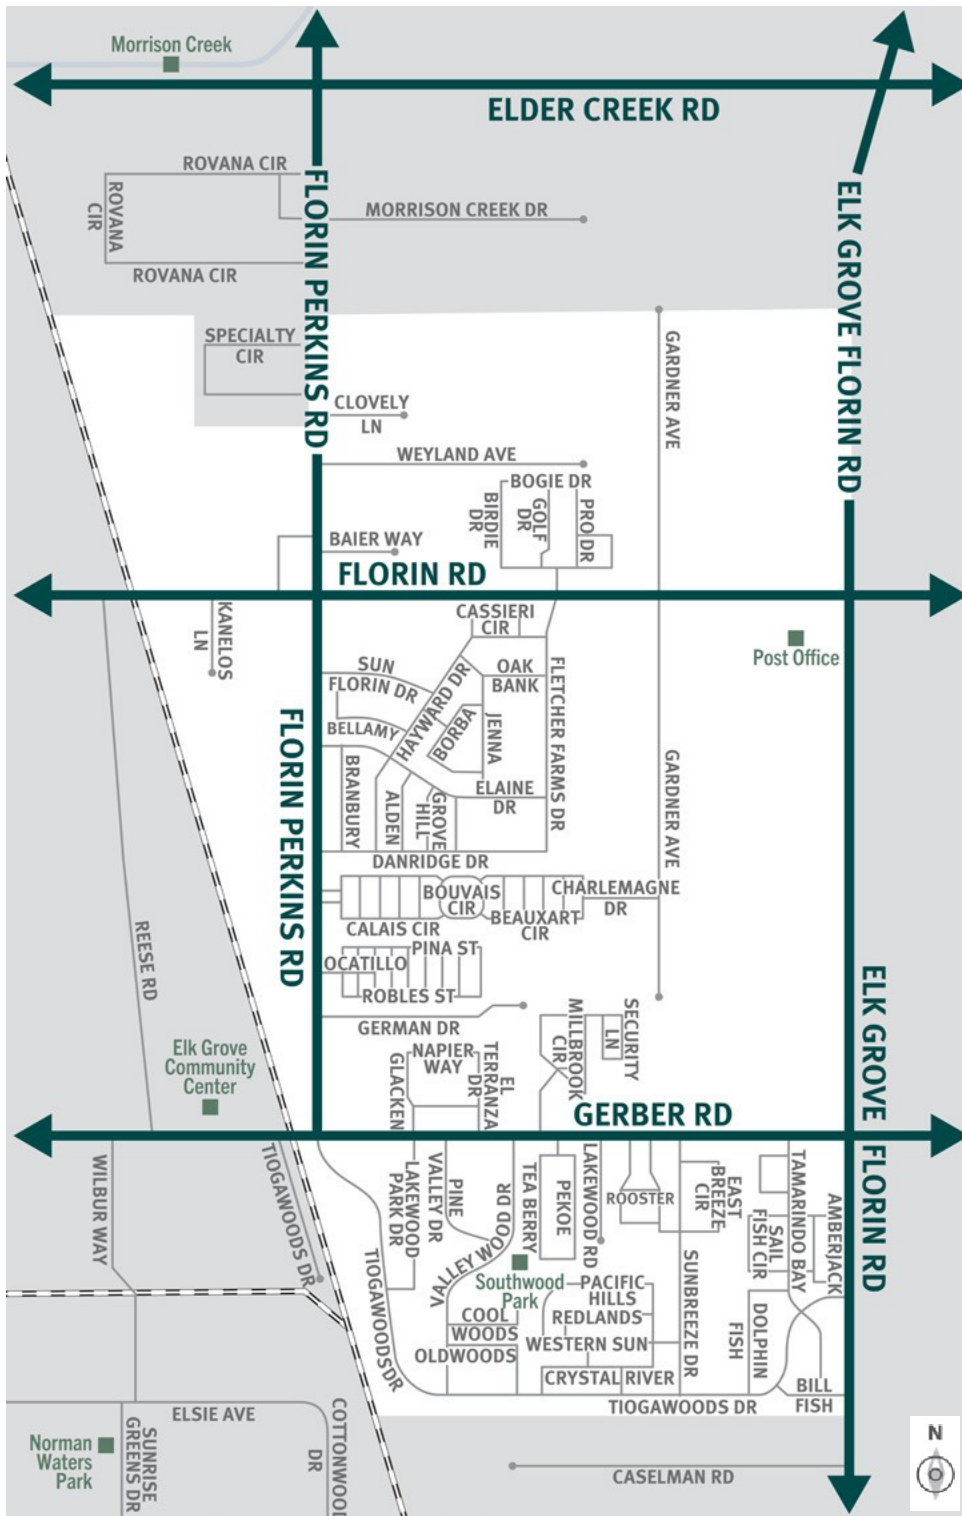 Morrison Creek
ELDER CREEK RD
ROVANA CIR
ROVANA
CIR
FLORIN PERKINS RD
ELK GROVE FLORIN RD
MORRISON CREEK DR
ROVANA CIR
SPECIALTY
CIR
GARDNER AVE
CLOVELY
LN
WEYLAND AVE
BOGIE DR
BIRDIE
DR
GOLF
DR
PRO DR
BAIER WAY
FLORIN RD
KANELOS
LN
CASSIERI
CIR
Post Office
SUN
FLORIN DR
HAYWARD DR
OAK
BANK
FLETCHER FARMS DR
BELLAMY
BORBA
JENNA
FLORIN PERKINS RD
GARDNER AVE
BRANBURY
ALDEN
GROVE
HILL
ELAINE
DR
DANRIDGE DR
BOUVAIS
CIR
CHARLEMAGNE
DR
CALAIS CIR
BEAUXART
CIR
REESE RD
PINA ST
OCATILLO
ROBLES ST
ELK GROVE FLORIN RD
GERMAN DR
MILLBROOK
CIR
SECURITY
LN
Elk Grove
Community
Center
GLACKEN
NAPIER
WAY
EL
TERRANZA
DR
GERBER RD
WILBUR WAY
TIOGAWOODS DR
LAKEWOOD
PARK DR
PINE
VALLEY DR
VALLEY WOOD DR
TEA BERRY
PEKOE
LAKEWOOD RD
ROOSTER
EAST
BREEZE
CIR
TAMARINDO BAY
SAIL
FISH CIR
AMBERJACK
TIOGAWOODS DR
Southwood
Park
PACIFIC
HILLS
REDLANDS
SUNBREEZE DR
COOL
WOODS
WESTERN SUN
DOLPHIN
FISH
OLDWOODS
CRYSTAL RIVER
BILL
FISH
TIOGAWOODS DR
ELSIE AVE
COTTONWOOD
DR
Norman
Waters
Park
SUNRISE
GREENS DR
CASELMAN RD
N